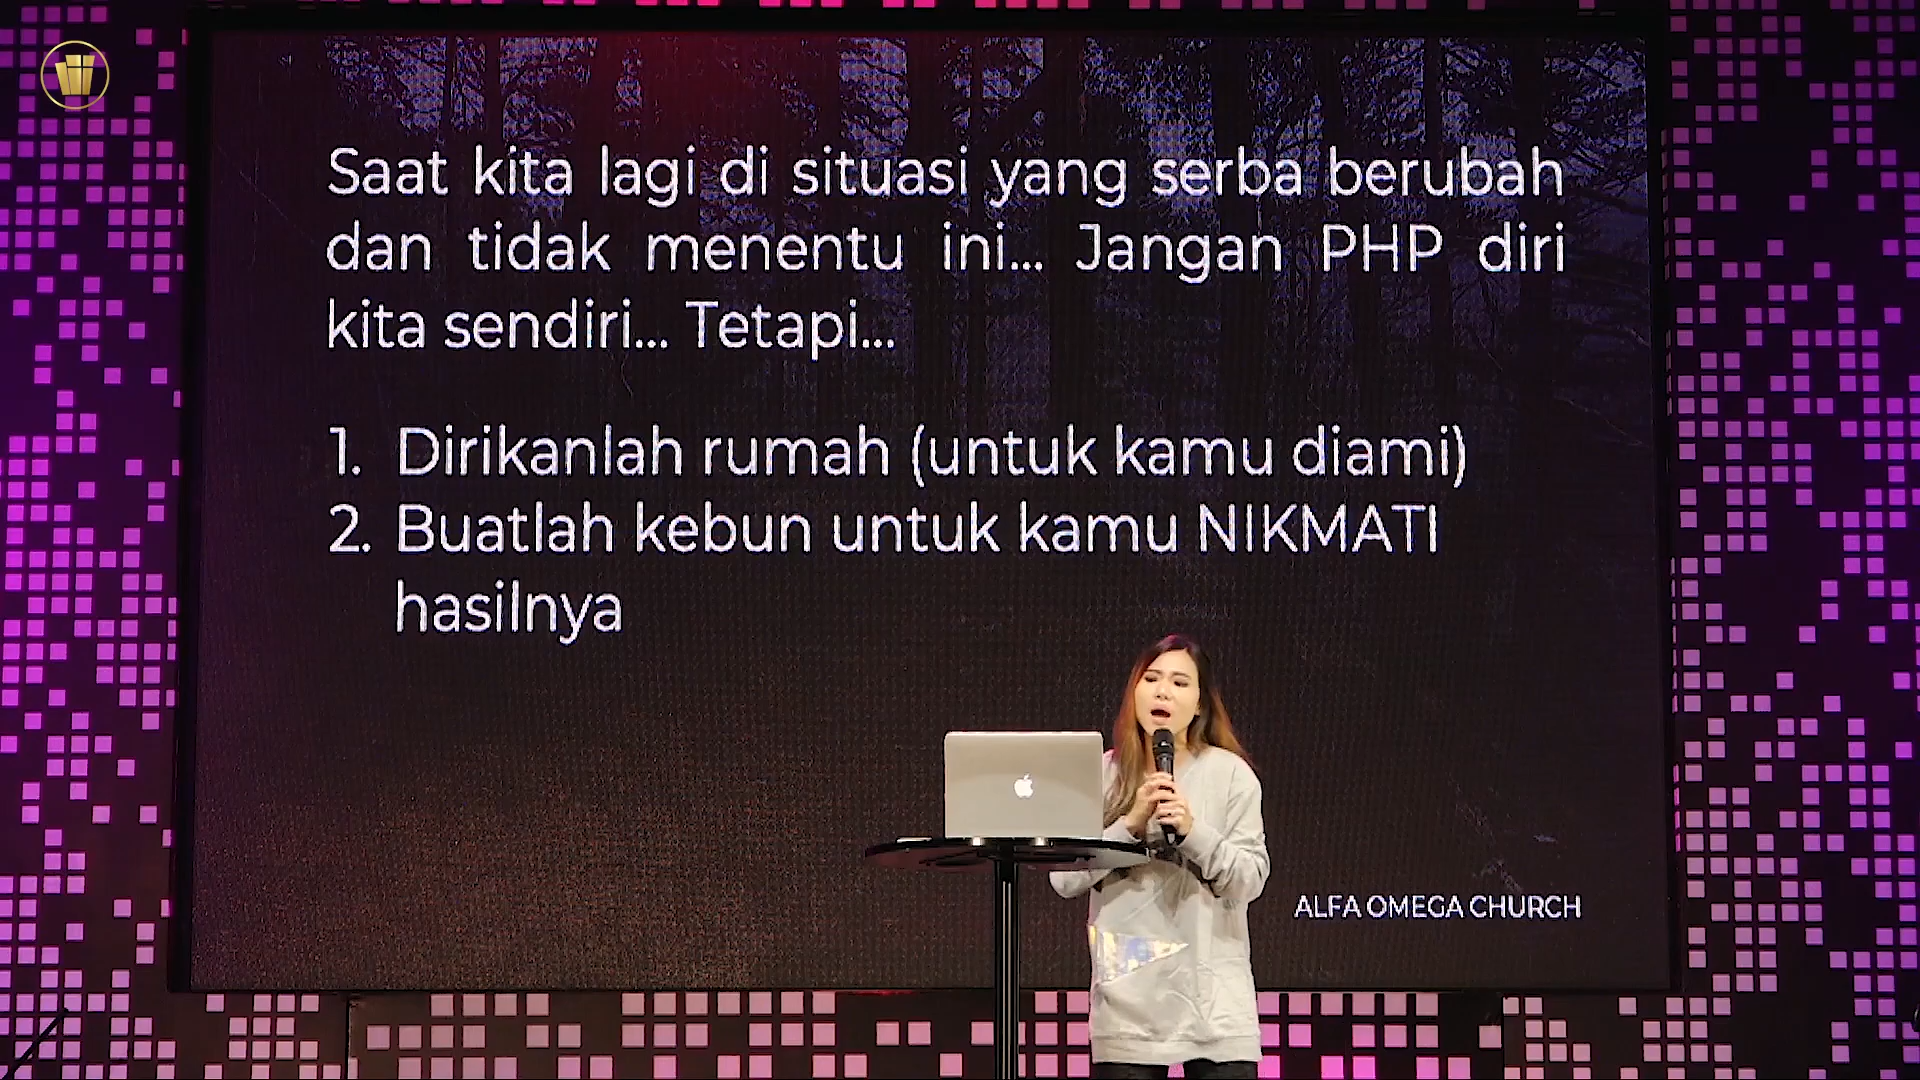 Saat kita lagi di situasi yang serba berubah
dan tidak menentu ini... Jangan PHP diri
kita sendiri... Tetapi...
1. Dirikanlah rumah (untuk kamu diami)
2. Buatlah kebun untuk kamu NIKMATI
hasilnya
ALFA OMEGA CHURCH